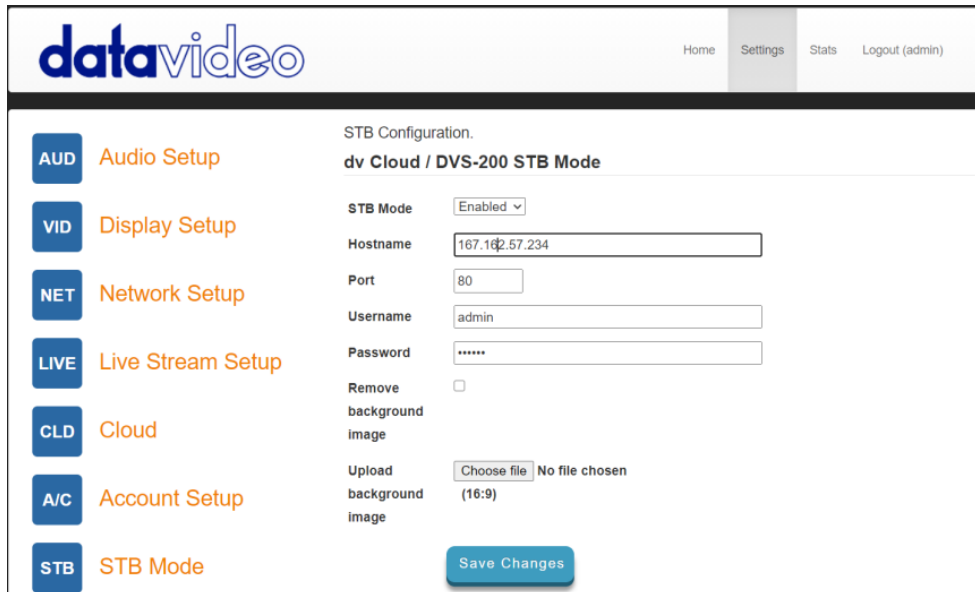 datavideo
Home Settings Stats Logout (admin)
STB Configuration.
dv Cloud / DVS-200 STB Mode
AUD Audio Setup
VID Display Setup
NET Network Setup
LIVE Live Stream Setup
CLD Cloud
A/C Account Setup
STB STB Mode
STB Mode Enabled
Hostname 167.162.57.234
Port 80
Username admin
Password ••••••
Remove
background
image
Upload Choose file No file chosen
background (16:9)
image
Save Changes